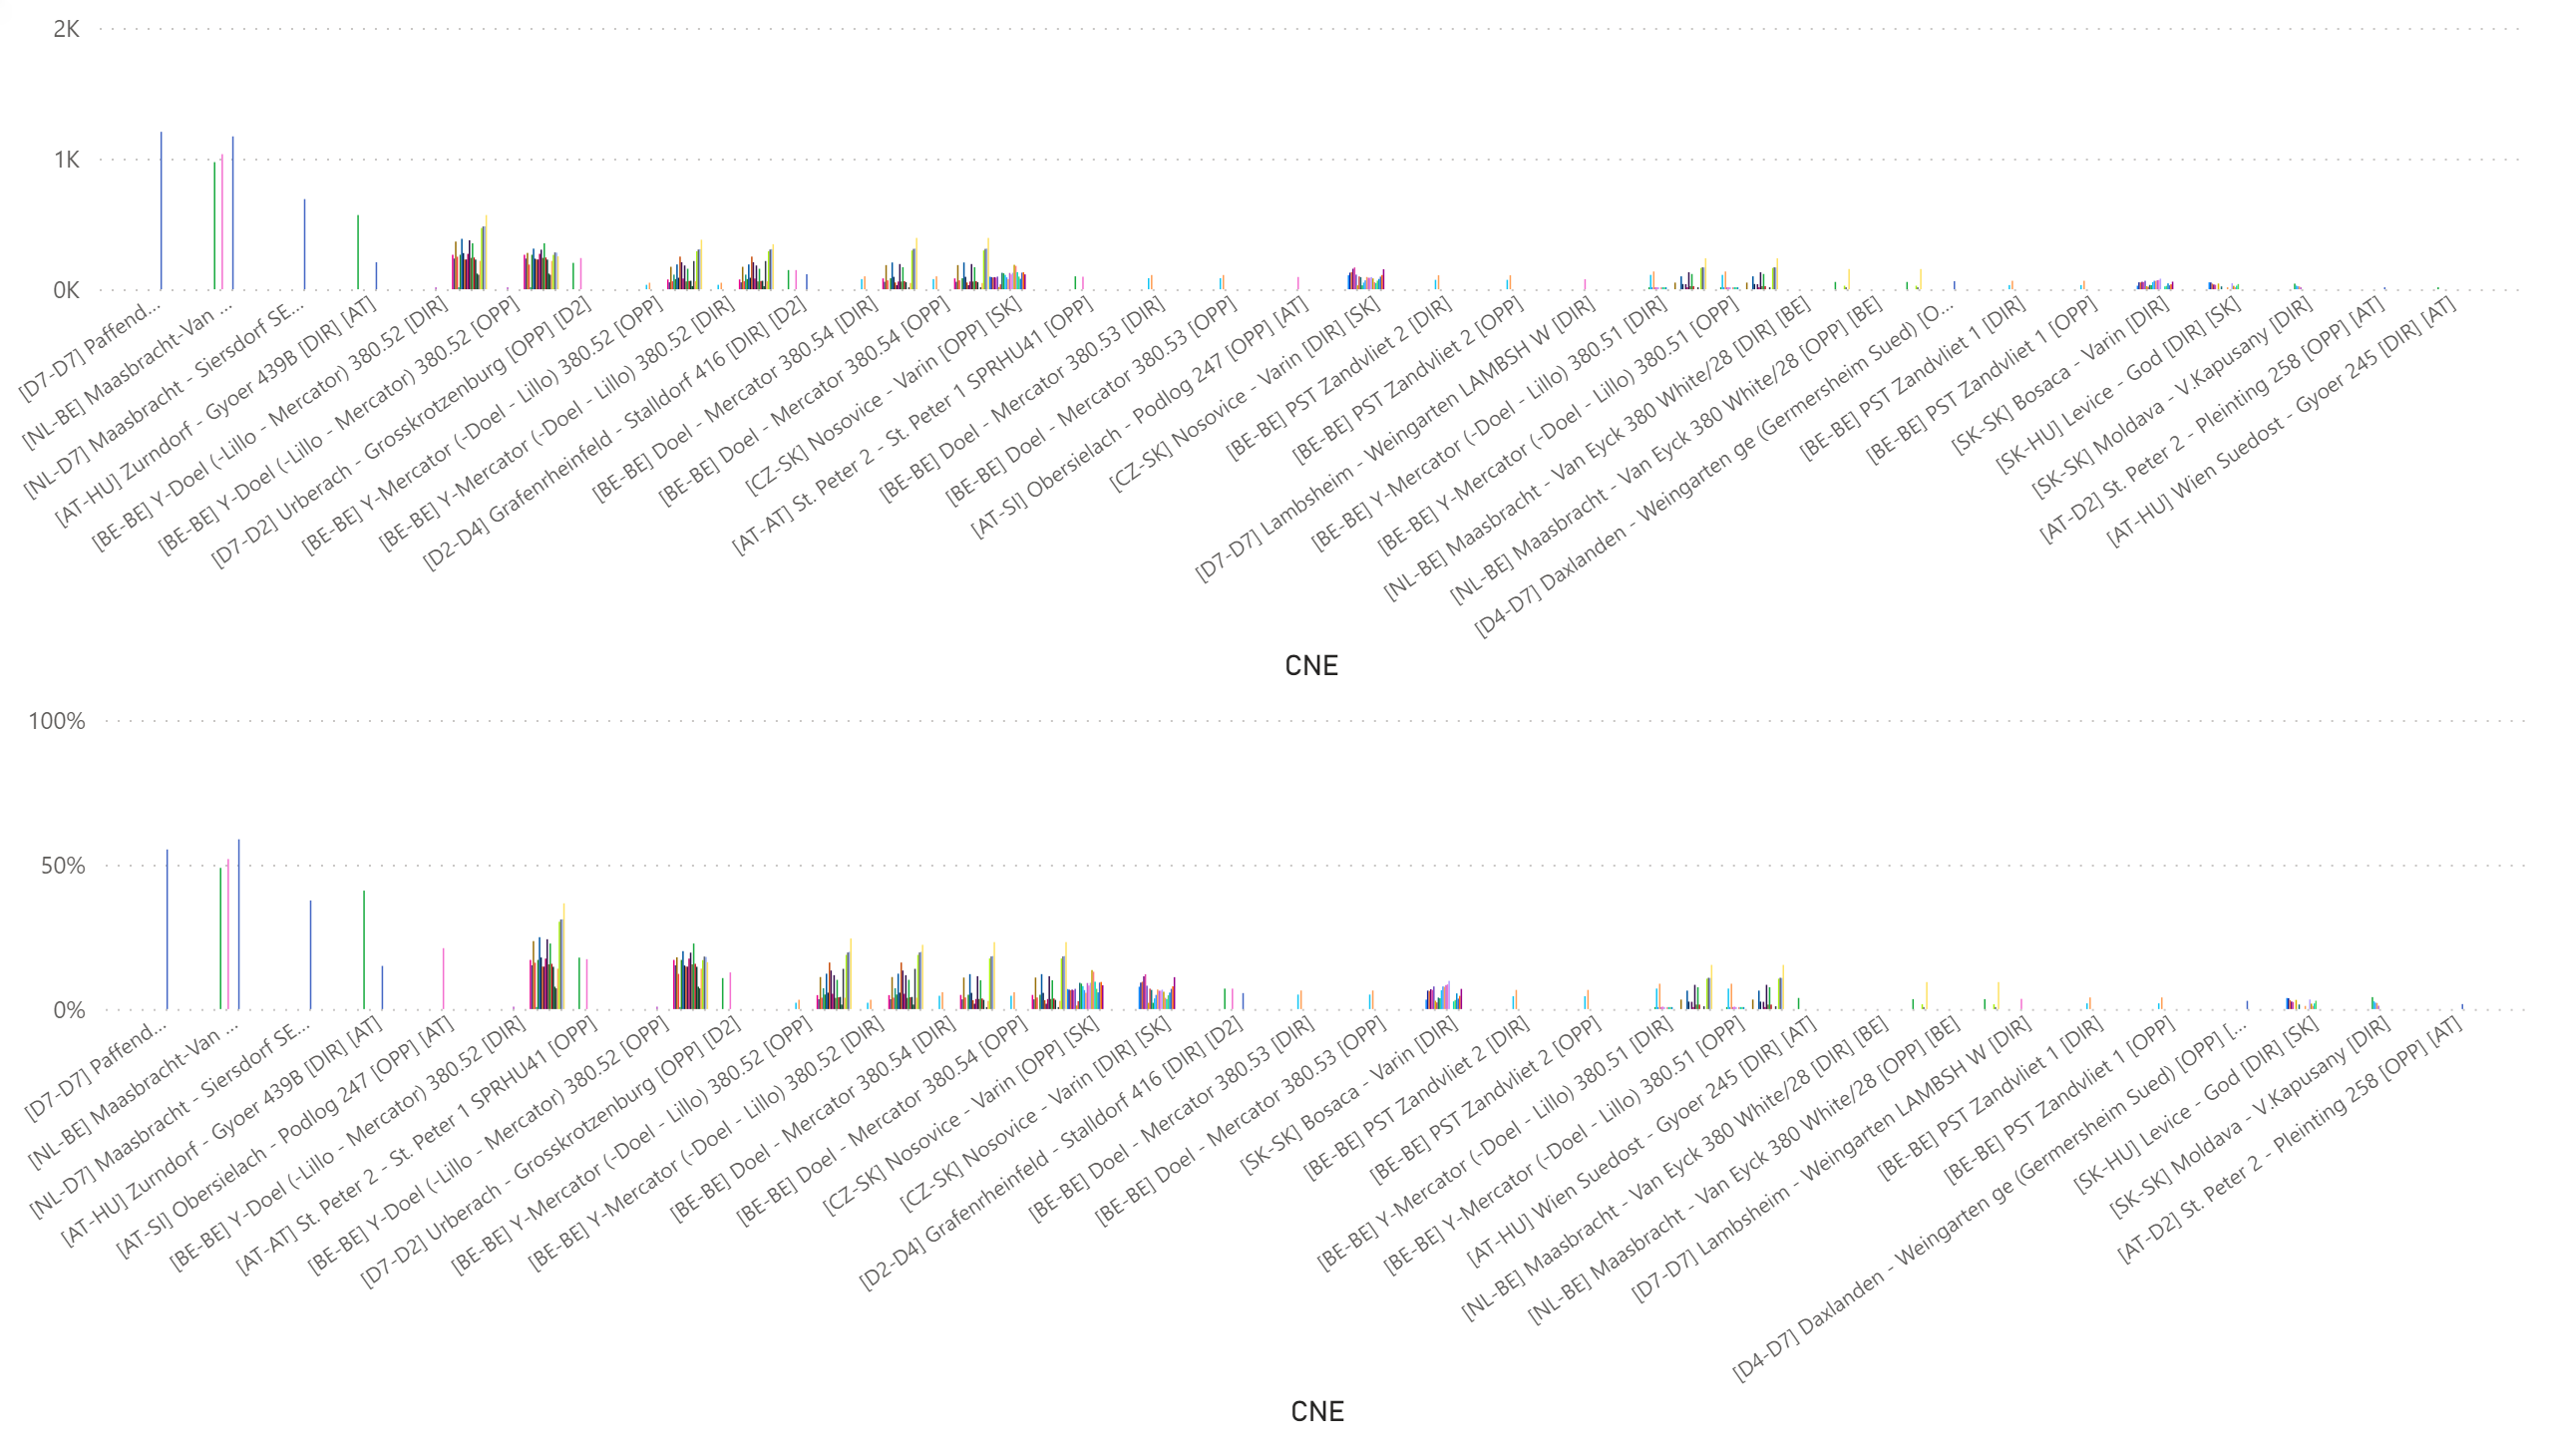 2K
1K
0K
[D7-D7] Paffend...
[NL-BE] Maasbracht-Van ...
[NL-D7] Maasbracht - Siersdorf SE...
[AT-HU] Zurndorf - Gyoer 439B [DIR] [AT]
[BE-BE] Y-Doel (-Lillo - Mercator) 380.52 [DIR]
[BE-BE] Y-Doel (-Lillo - Mercator) 380.52 [OPP]
[D7-D2] Urberach - Grosskrotzenburg [OPP] [D2]
[BE-BE] Y-Mercator (-Doel - Lillo) 380.52 [OPP]
[BE-BE] Y-Mercator (-Doel - Lillo) 380.52 [DIR]
[D2-D4] Grafenrheinfeld - Stalldorf 416 [DIR] [D2]
[BE-BE] Doel - Mercator 380.54 [DIR]
[BE-BE] Doel - Mercator 380.54 [OPP]
[CZ-SK] Nosovice - Varin [OPP] [SK]
[AT-AT] St. Peter 2 - St. Peter 1 SPRHU41 [OPP]
[BE-BE] Doel - Mercator 380.53 [DIR]
[BE-BE] Doel - Mercator 380.53 [OPP]
[AT-SI] Obersielach - Podlog 247 [OPP] [AT]
[CZ-SK] Nosovice - Varin [DIR] [SK]
[BE-BE] PST Zandvliet 2 [DIR]
[BE-BE] PST Zandvliet 2 [OPP]
[D7-D7] Lambsheim - Weingarten LAMBSH W [DIR]
[BE-BE] Y-Mercator (-Doel - Lillo) 380.51 [DIR]
[BE-BE] Y-Mercator (-Doel - Lillo) 380.51 [OPP]
[NL-BE] Maasbracht - Van Eyck 380 White/28 [DIR] [BE]
[NL-BE] Maasbracht - Van Eyck 380 White/28 [OPP] [BE]
[D4-D7] Daxlanden - Weingarten ge (Germersheim Sued) [O...
[BE-BE] PST Zandvliet 1 [DIR]
[BE-BE] PST Zandvliet 1 [OPP]
[SK-SK] Bosaca - Varin [DIR]
[SK-HU] Levice - God [DIR] [SK]
[SK-SK] Moldava - V.Kapusany [DIR]
[AT-D2] St. Peter 2 - Pleinting 258 [OPP] [AT]
[AT-HU] Wien Suedost - Gyoer 245 [DIR] [AT]
CNE
100%
50%
0%
[D7-D7] Paffend...
[NL-BE] Maasbracht-Van ...
[NL-D7] Maasbracht - Siersdorf SE...
[AT-HU] Zurndorf - Gyoer 439B [DIR] [AT]
[AT-SI] Obersielach - Podlog 247 [OPP] [AT]
[BE-BE] Y-Doel (-Lillo - Mercator) 380.52 [DIR]
[AT-AT] St. Peter 2 - St. Peter 1 SPRHU41 [OPP]
[BE-BE] Y-Doel (-Lillo - Mercator) 380.52 [OPP]
[D7-D2] Urberach - Grosskrotzenburg [OPP] [D2]
[BE-BE] Y-Mercator (-Doel - Lillo) 380.52 [OPP]
[BE-BE] Y-Mercator (-Doel - Lillo) 380.52 [DIR]
[BE-BE] Doel - Mercator 380.54 [DIR]
[BE-BE] Doel - Mercator 380.54 [OPP]
[CZ-SK] Nosovice - Varin [OPP] [SK]
[CZ-SK] Nosovice - Varin [DIR] [SK]
[D2-D4] Grafenrheinfeld - Stalldorf 416 [DIR] [D2]
[BE-BE] Doel - Mercator 380.53 [DIR]
[BE-BE] Doel - Mercator 380.53 [OPP]
[SK-SK] Bosaca - Varin [DIR]
[BE-BE] PST Zandvliet 2 [DIR]
[BE-BE] PST Zandvliet 2 [OPP]
[BE-BE] Y-Mercator (-Doel - Lillo) 380.51 [DIR]
[BE-BE] Y-Mercator (-Doel - Lillo) 380.51 [OPP]
[AT-HU] Wien Suedost - Gyoer 245 [DIR] [AT]
[NL-BE] Maasbracht - Van Eyck 380 White/28 [DIR] [BE]
[NL-BE] Maasbracht - Van Eyck 380 White/28 [OPP] [BE]
[D7-D7] Lambsheim - Weingarten LAMBSH W [DIR]
[BE-BE] PST Zandvliet 1 [DIR]
[BE-BE] PST Zandvliet 1 [OPP]
[D4-D7] Daxlanden - Weingarten ge (Germersheim Sued) [OPP] [...
[SK-HU] Levice - God [DIR] [SK]
[SK-SK] Moldava - V.Kapusany [DIR]
[AT-D2] St. Peter 2 - Pleinting 258 [OPP] [AT]
CNE